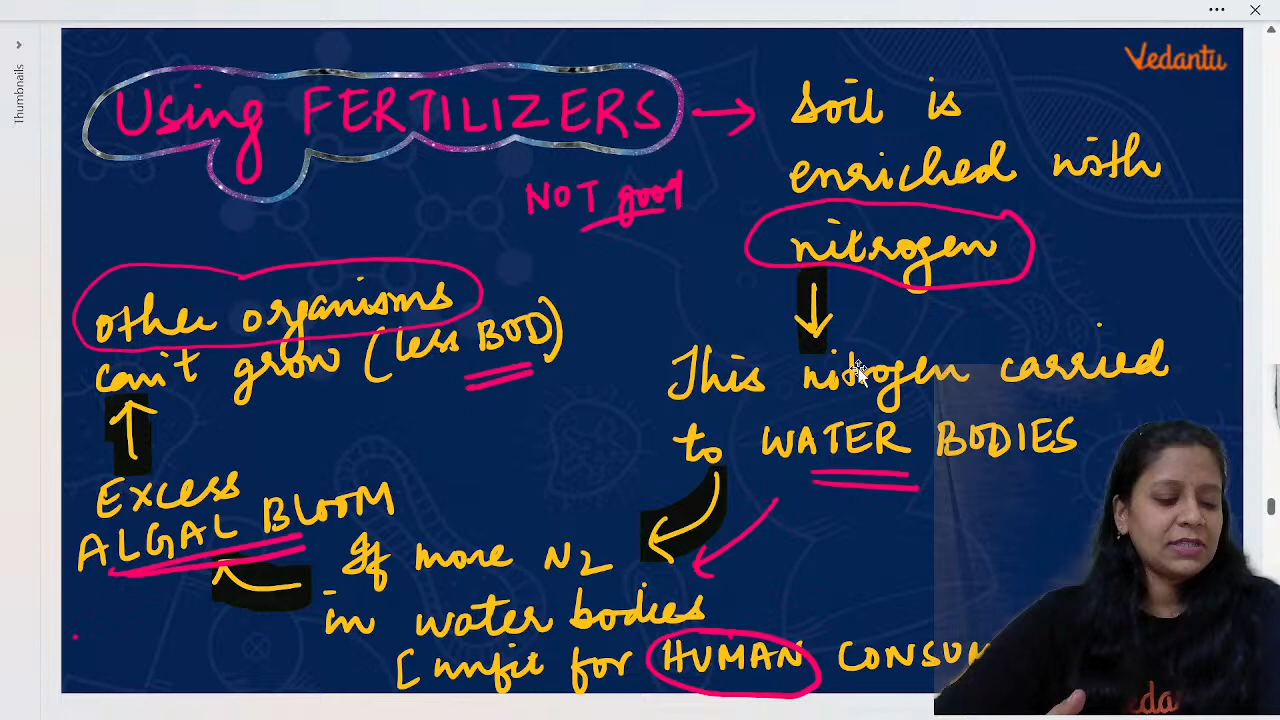 Thumbnails
Vedantu
Using FERTILIZERS → Soil is
enriched with
nitrogen
NOT good
↓
This nitrogen carried
to WATER BODIES
If more N2
in water bodies
[unfit for HUMAN CONSUM
EXCESS
ALGAL BLOOM
other organisms
can't grow (less BOD)